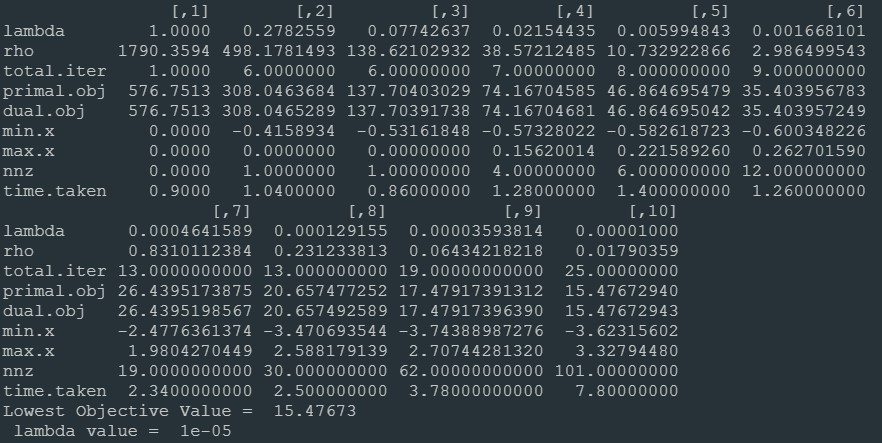 [,1] [,2] [,3] [,4] [,5] [,6]
lambda 1.0000 0.2782559 0.07742637 0.02154435 0.005994843 0.001668101
rho 1790.3594 498.1781493 138.62102932 38.57212485 10.732922866 2.986499543
total.iter 1.0000 6.0000000 6.00000000 7.00000000 8.000000000 9.000000000
primal.obj 576.7513 308.0463684 137.70403029 74.16704585 46.864695479 35.403956783
dual.obj 576.7513 308.0465289 137.70391738 74.16704681 46.864695042 35.403957249
min.x 0.0000 -0.4158934 -0.53161848 -0.57328022 -0.582618723 -0.600348226
max.x 0.0000 0.0000000 0.00000000 0.15620014 0.221589260 0.262701590
nnz 0.0000 1.0000000 1.00000000 4.00000000 6.000000000 12.000000000
time.taken 0.9000 1.0400000 0.86000000 1.28000000 1.400000000 1.260000000
[,7] [,8] [,9] [,10]
lambda 0.0004641589 0.000129155 0.00003593814 0.00001000
rho 0.8310112384 0.231233813 0.06434218218 0.01790359
total.iter 13.0000000000 13.000000000 19.00000000000 25.00000000
primal.obj 26.4395173875 20.657477252 17.47917391312 15.47672940
dual.obj 26.4395198567 20.657492589 17.47917396390 15.47672943
min.x -2.4776361374 -3.470693544 -3.74388987276 -3.62315602
max.x 1.9804270449 2.588179139 2.70744281320 3.32794480
nnz 19.0000000000 30.000000000 62.00000000000 101.00000000
time.taken 2.3400000000 2.500000000 3.78000000000 7.80000000
Lowest Objective Value = 15.47673
lambda value = 1e-05